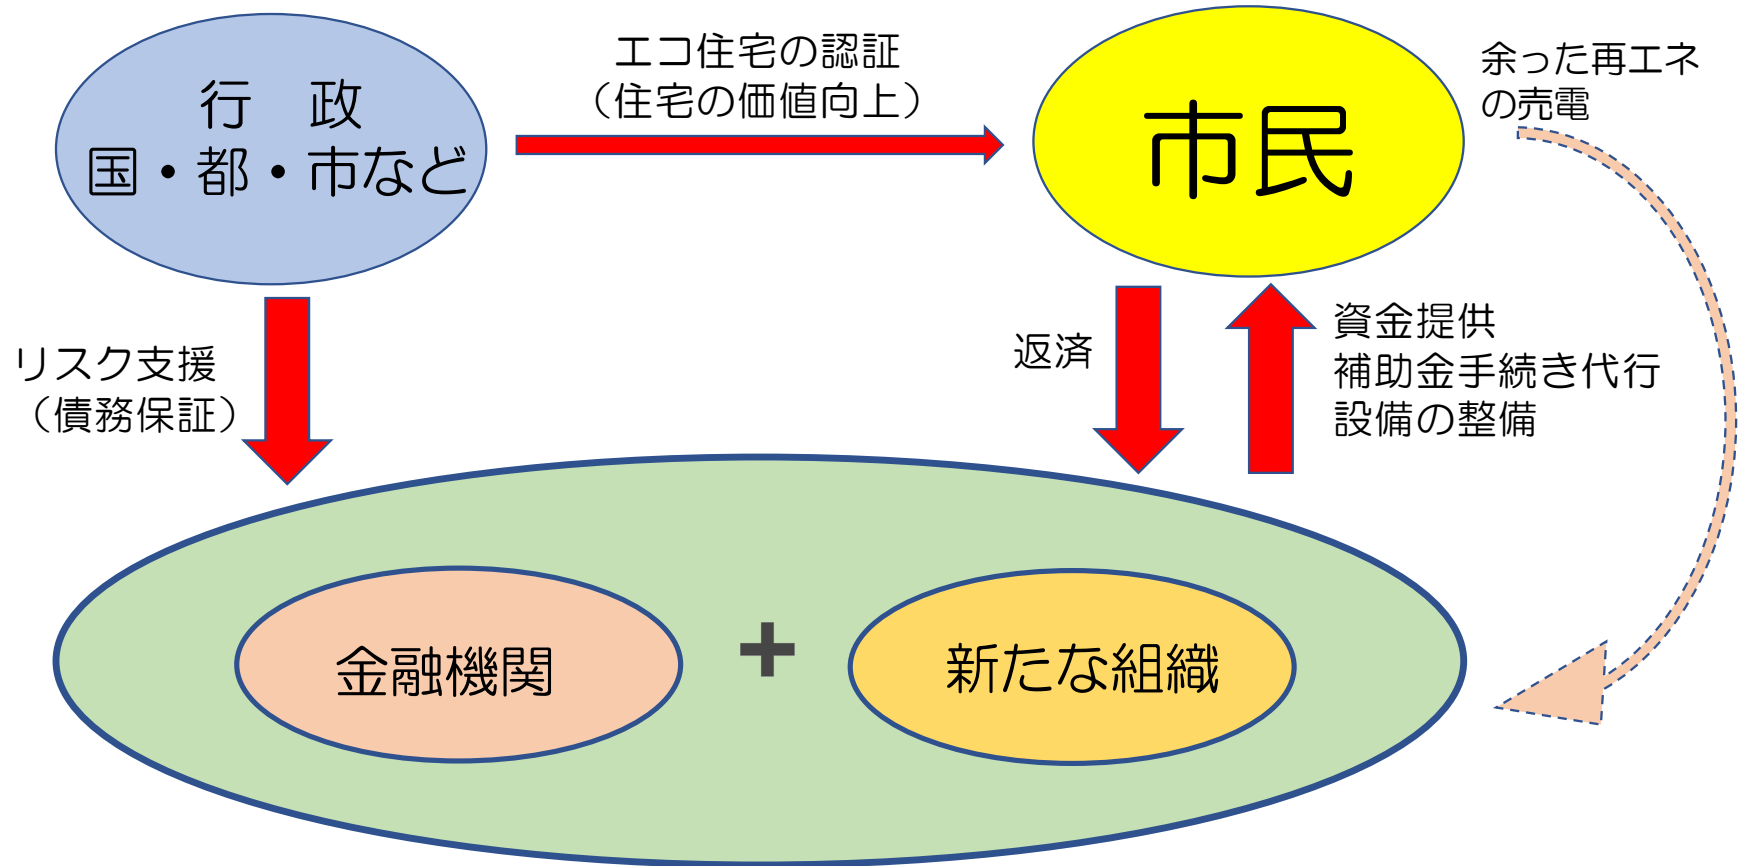 行　政
国・都・市など
エコ住宅の認証
（住宅の価値向上）
市民
余った再エネ
の売電
リスク支援
（債務保証）
返済
資金提供
補助金手続き代行
設備の整備
金融機関
+
新たな組織